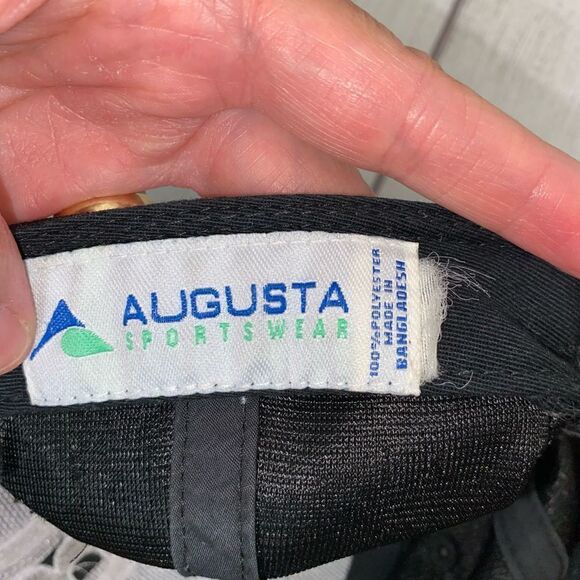 AUGUSTA
SPORTSWEAR
100% POLYESTER
MADE IN
BANGLADESH